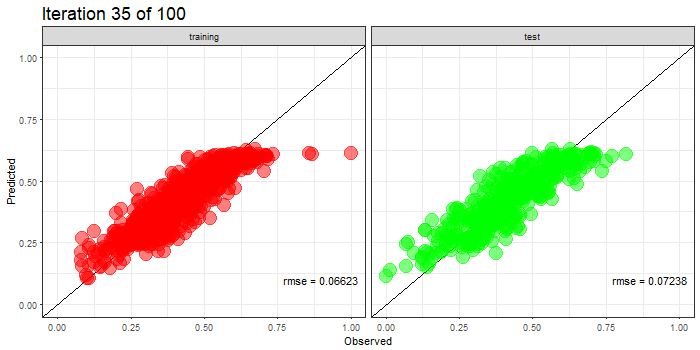 Iteration 35 of 100
training
test
1.00
0.75
0.50
0.25
0.00
Predicted
rmse = 0.06623
rmse = 0.07238
0.00 0.25 0.50 0.75 1.00
0.00 0.25 0.50 0.75 1.00
Observed